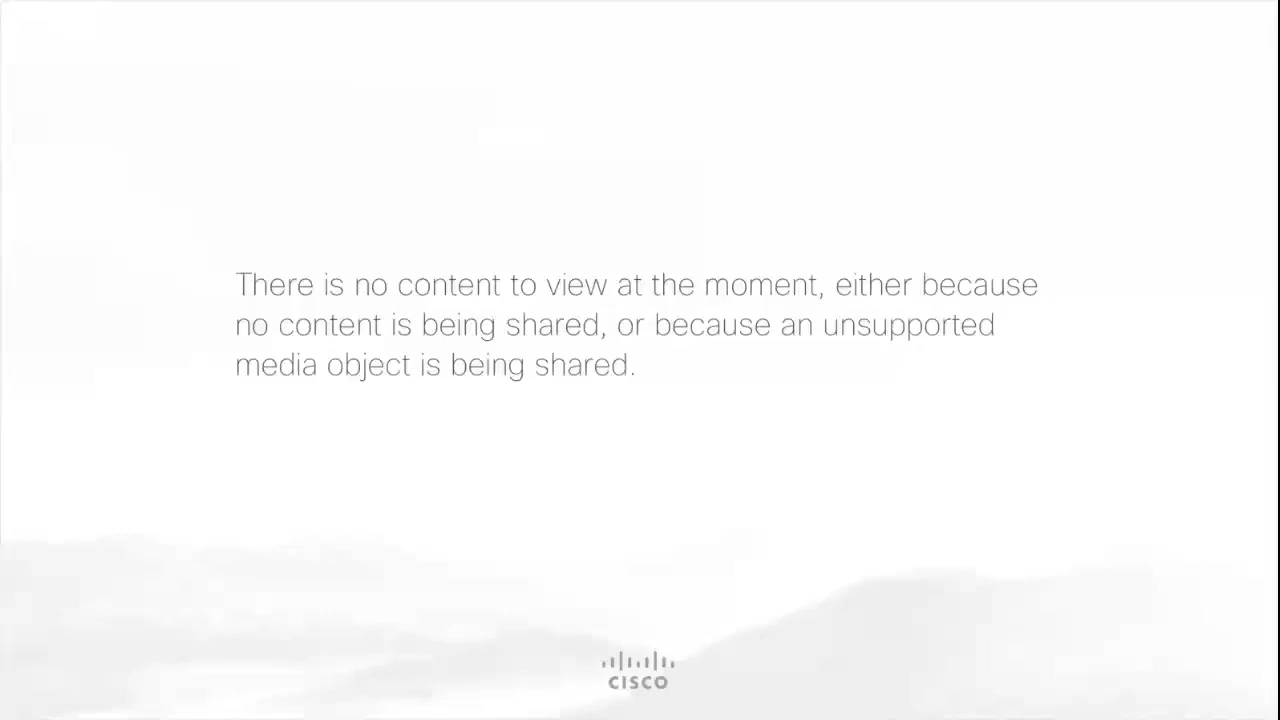 There is no content to view at the moment, either because
no content is being shared, or because an unsupported
media object is being shared.
CISCO